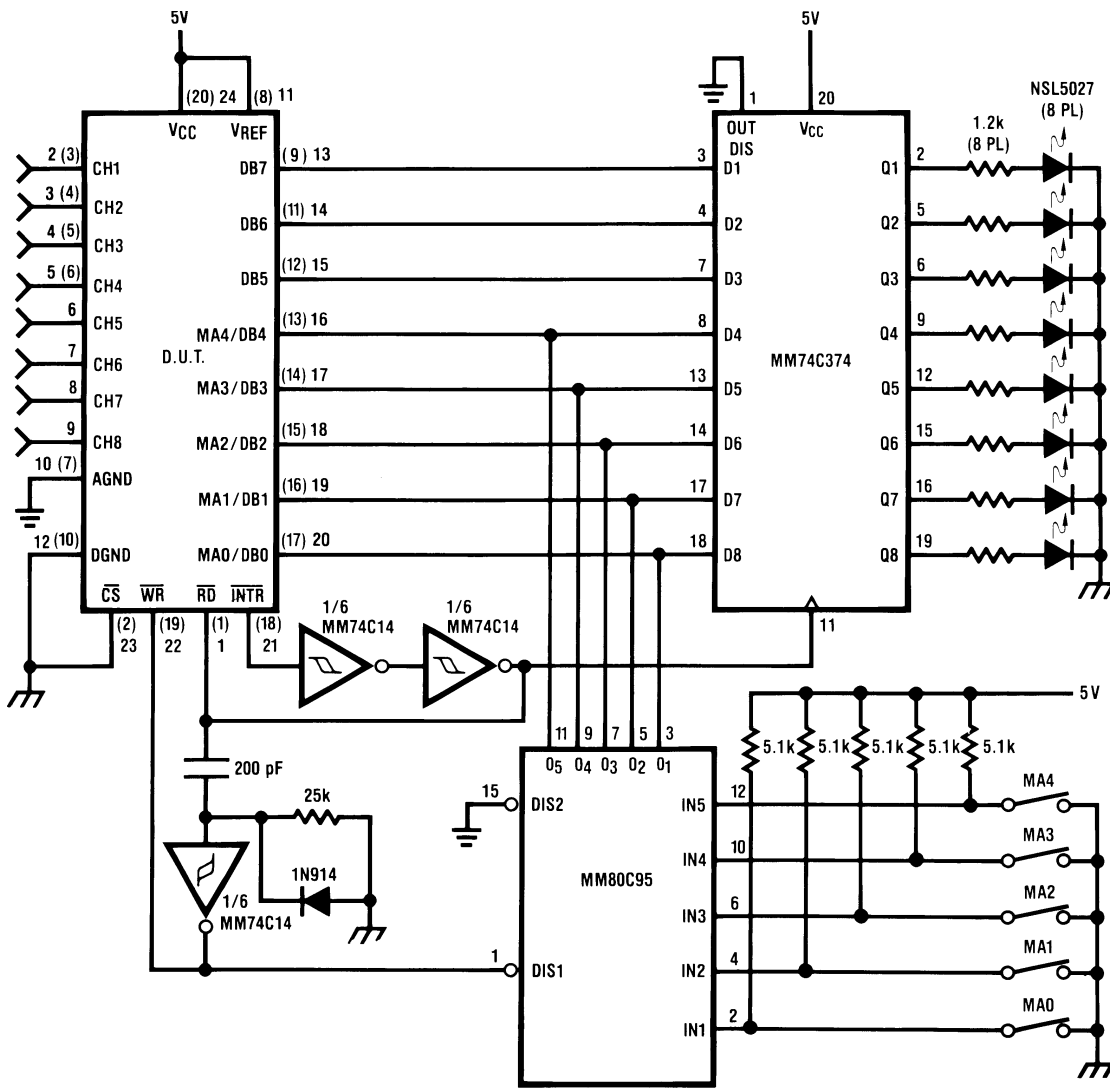 5V
5V
(20) 24
(8) 11
1
20
NSL5027
(8 PL)
VCC
VREF
OUT
DIS
VCC
1.2k
(8 PL)
2 (3)
CH1
DB7
(9) 13
3
D1
Q1
2
3 (4)
CH2
DB6
(11) 14
4
D2
Q2
5
4 (5)
CH3
DB5
(12) 15
7
D3
Q3
6
5 (6)
CH4
MA4/DB4
(13) 16
8
D4
Q4
9
6
CH5
D.U.T.
MM74C374
7
CH6
MA3/DB3
(14) 17
13
D5
Q5
12
8
CH7
MA2/DB2
(15) 18
14
D6
Q6
15
9
CH8
10 (7)
AGND
MA1/DB1
(16) 19
17
D7
Q7
16
12 (10)
DGND
MA0/DB0
(17) 20
18
D8
Q8
19
CS
WR
RD
INTR
(2)
23
(19)
22
(1)
1
(18)
21
1/6
MM74C14
1/6
MM74C14
11
5V
5.1k
5.1k
5.1k
5.1k
5.1k
200 pF
11
9
7
5
3
O5
O4
O3
O2
O1
25k
15
DIS2
IN5
12
MA4
IN4
10
MA3
1N914
1/6
MM74C14
MM80C95
IN3
6
MA2
1
DIS1
IN2
4
MA1
IN1
2
MA0